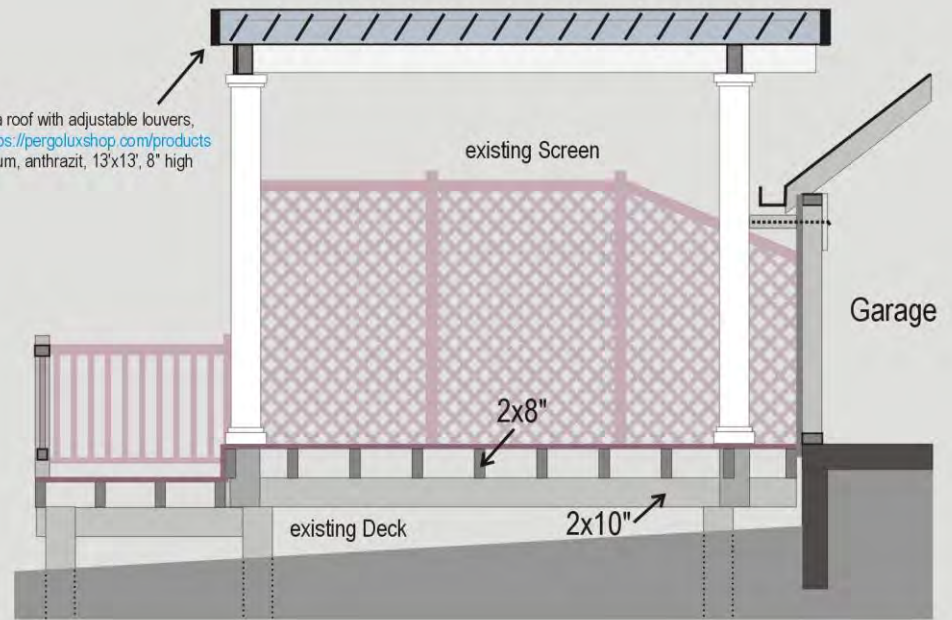 a roof with adjustable louvers,
ps://pergoluxshop.com/products
um, anthrazit, 13'x13', 8" high
existing Screen
Garage
2x8"
2x10"
existing Deck